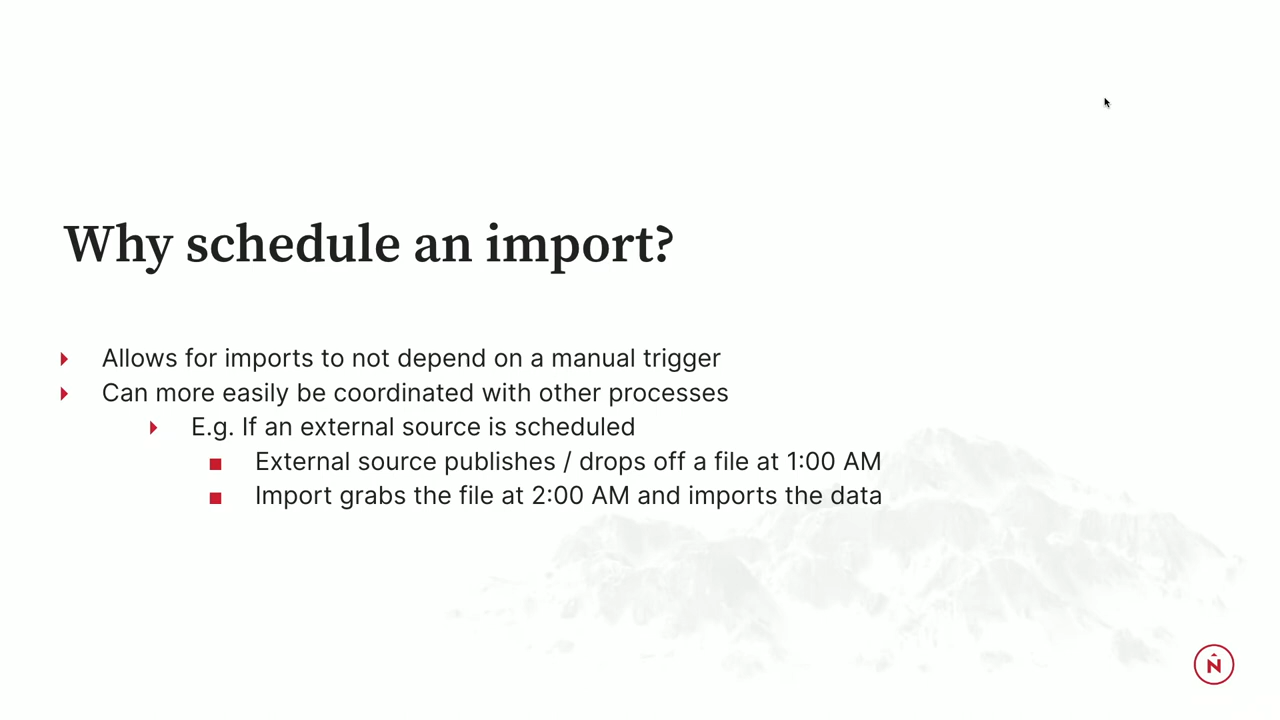 Why schedule an import?
Allows for imports to not depend on a manual trigger
Can more easily be coordinated with other processes
E.g. If an external source is scheduled
External source publishes / drops off a file at 1:00 AM
Import grabs the file at 2:00 AM and imports the data
N